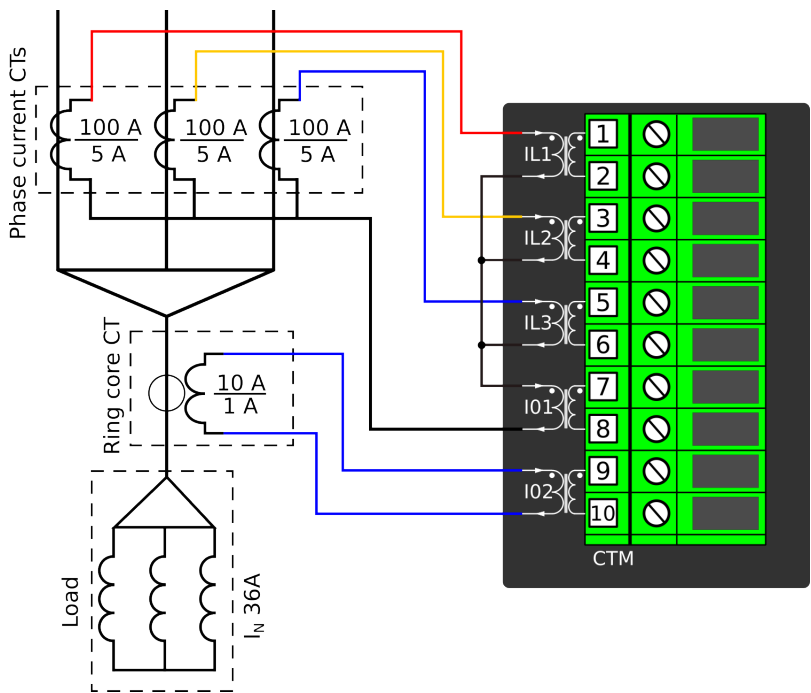 Phase current CTs
100 A
5 A
100 A
5 A
100 A
5 A
IL1
1
2
IL2
3
4
IL3
5
6
I01
7
8
I02
9
10
CTM
Ring core CT
10 A
1 A
Load
IN 36A